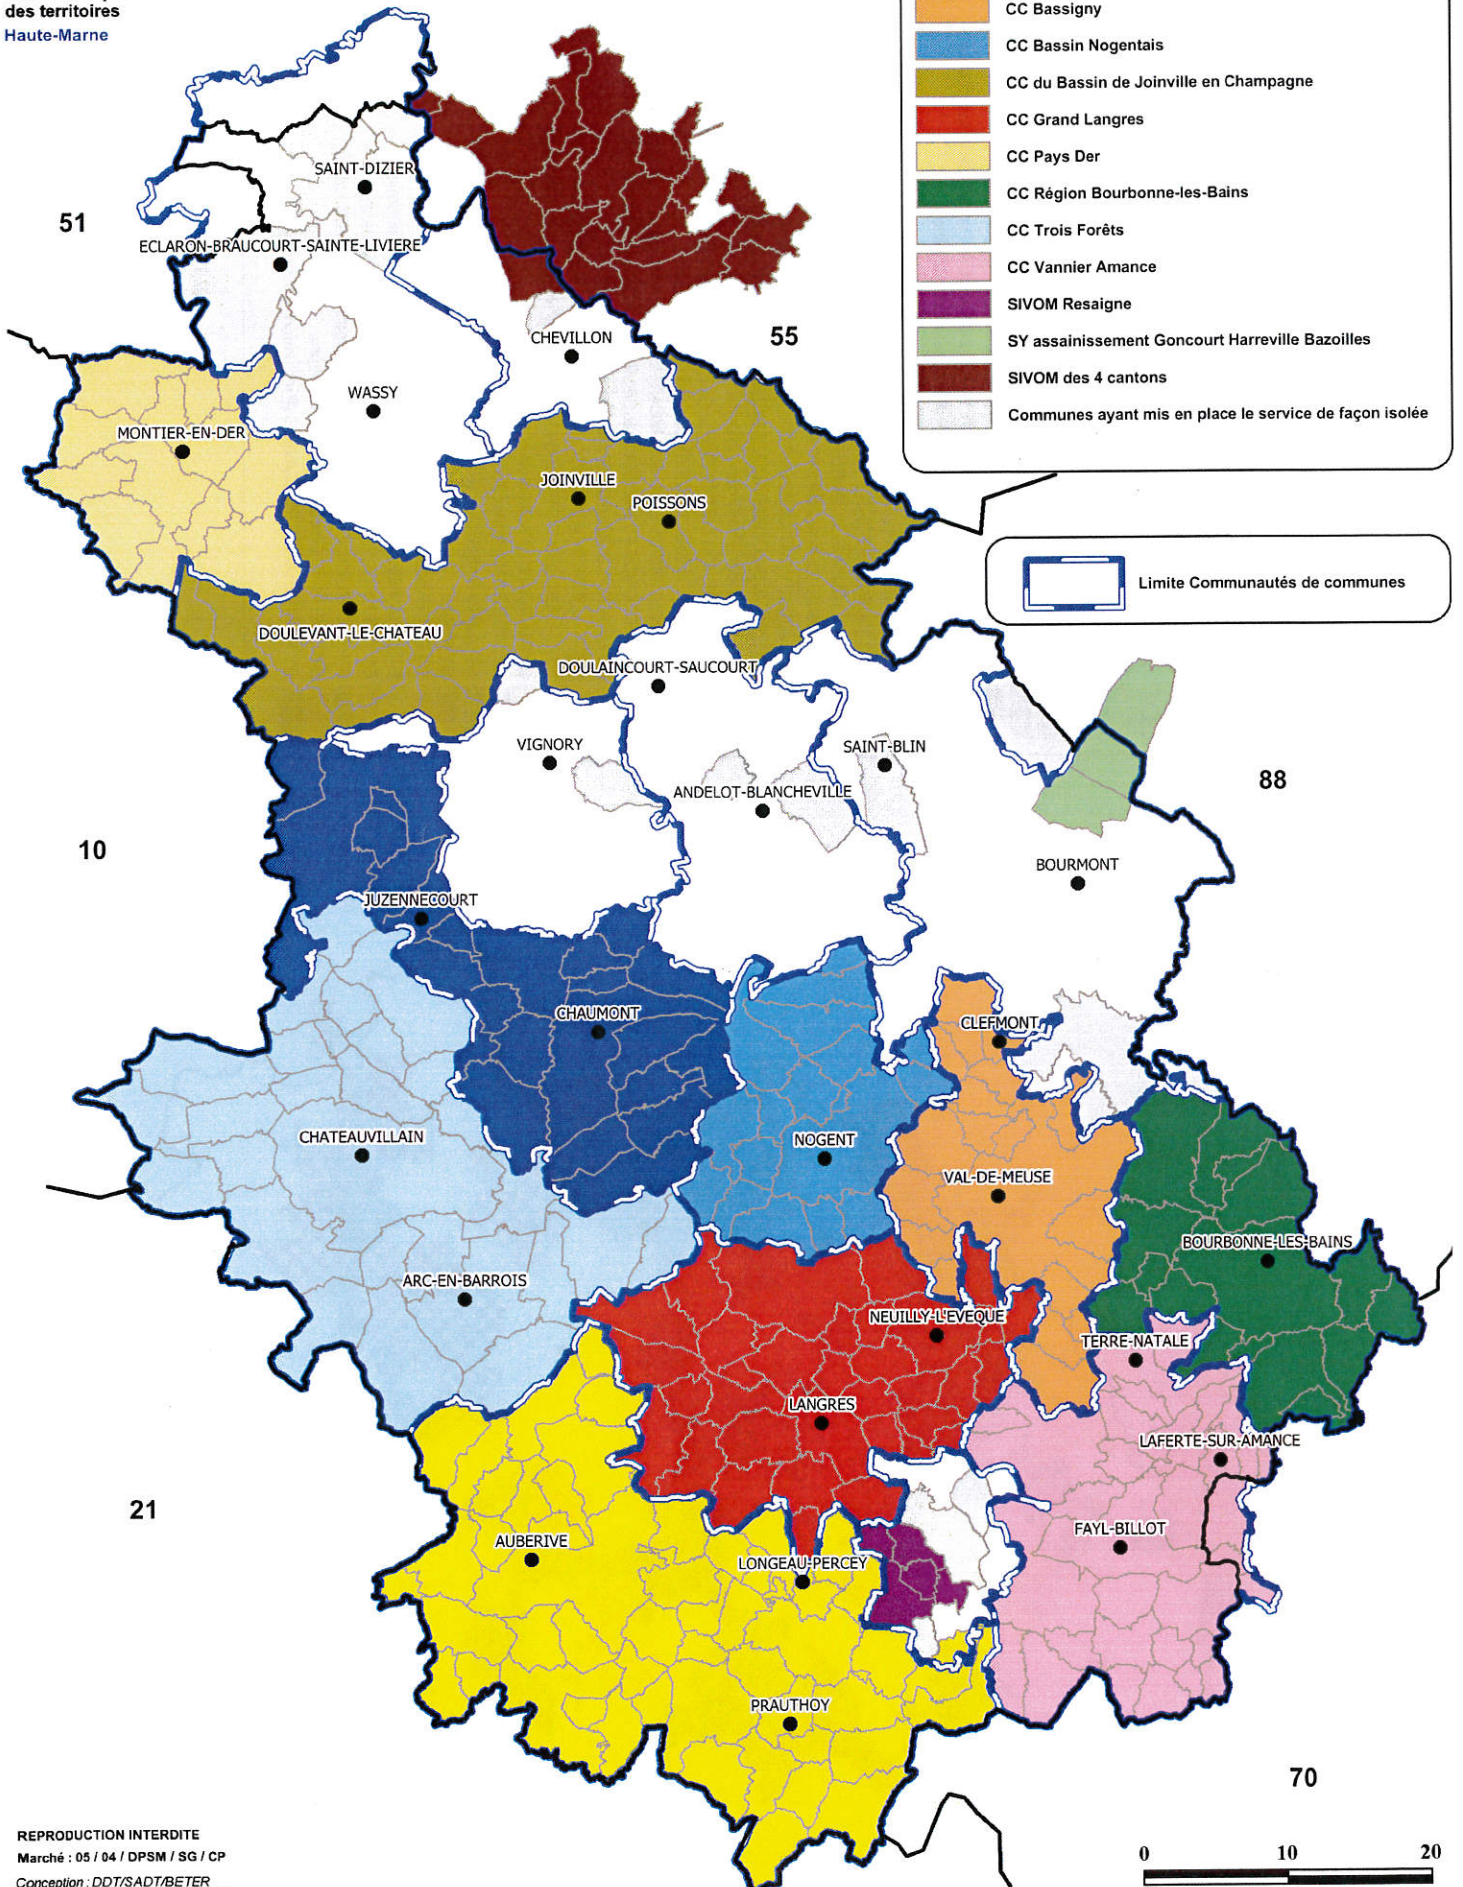 des territoires
Haute-Marne
CC Bassigny
CC Bassin Nogentais
CC du Bassin de Joinville en Champagne
CC Grand Langres
CC Pays Der
CC Région Bourbonne-les-Bains
CC Trois Forêts
CC Vannier Amance
SIVOM Resaigne
SY assainissement Goncourt Harreville Bazoilles
SIVOM des 4 cantons
Communes ayant mis en place le service de façon isolée
Limite Communautés de communes
SAINT-DIZIER
51
ECLARON-BRAUCOURT-SAINTE-LIVIERE
CHEVILLON
55
WASSY
MONTIER-EN-DER
JOINVILLE
POISSONS
DOULEVANT-LE-CHATEAU
DOULAINCOURT-SAUCOURT
VIGNORY
SAINT-BLIN
88
ANDELOT-BLANCHEVILLE
10
BOURMONT
JUZENNECOURT
CHAUMONT
CLEFMONT
CHATEAUVILLAIN
NOGENT
VAL-DE-MEUSE
BOURBONNE-LES-BAINS
ARC-EN-BARROIS
NEUILLY-L'EVEQUE
TERRE-NATALE
LANGRES
LAFERTE-SUR-AMANCE
21
FAYL-BILLOT
AUBERIVE
LONGEAU-PERCEY
PRAUTHOY
70
REPRODUCTION INTERDITE
Marché : 05 / 04 / DPSM / SG / CP
Conception : DDT/SADT/BETER
0 10 20